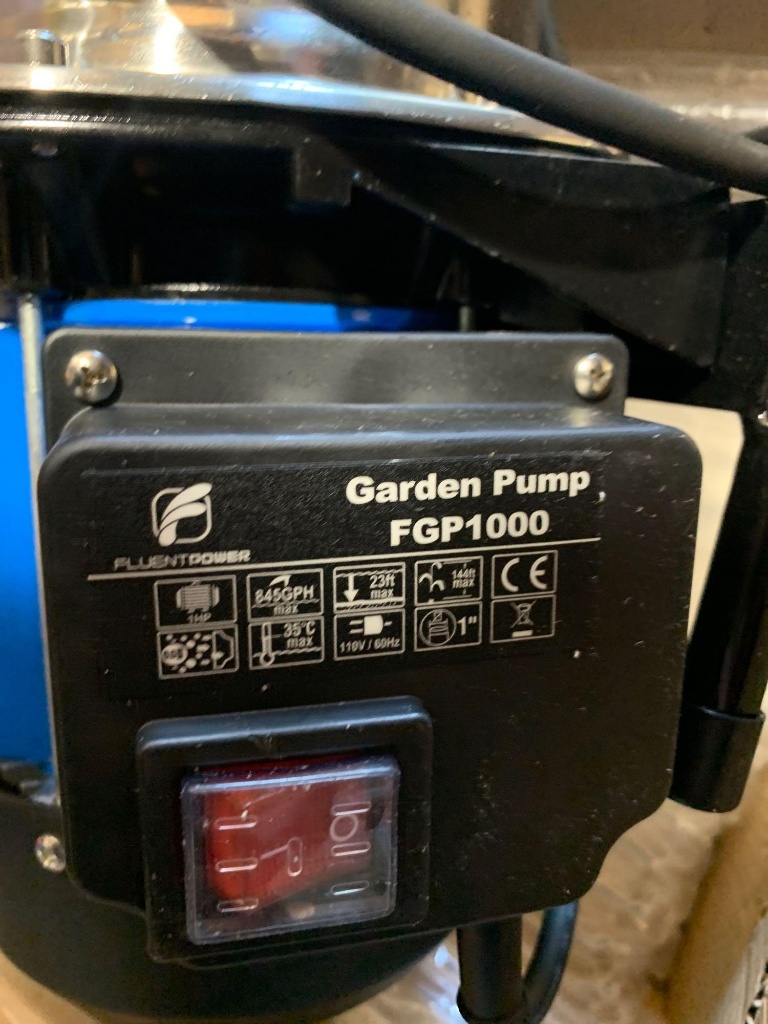 Garden Pump
FGP1000
FLUENTPOWER
1HP
845GPH
max
23ft
max
144ft
max
CE
35°C
max
110V / 60Hz
1"